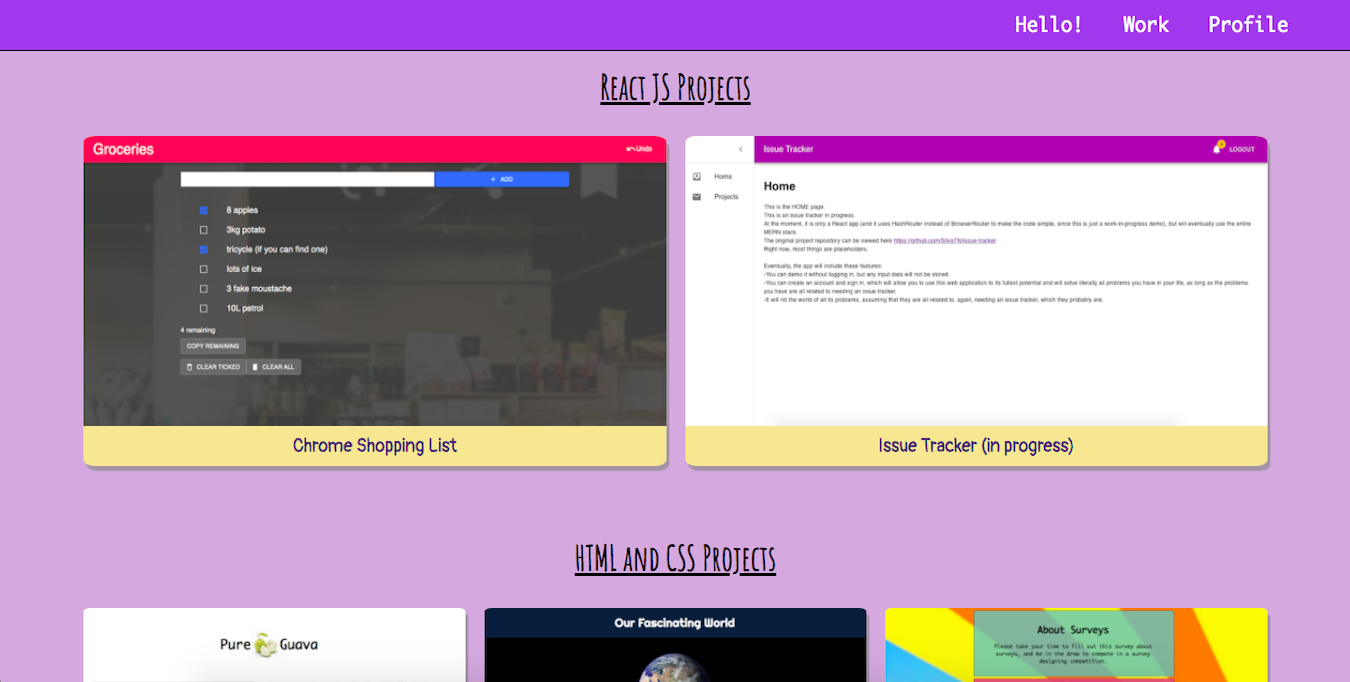 Hello! Work Profile
React JS Projects
Groceries
Undo
+ ADD
8 apples
3kg potato
tricycle (if you can find one)
lots of ice
3 fake moustache
10L petrol
4 remaining
COPY REMAINING
CLEAR TICKED
CLEAR ALL
Chrome Shopping List
Issue Tracker
LOGOUT
Home
Projects
Home
This is the HOME page.
This is an issue tracker in progress.
At the moment, it is only a React app (and it uses HashRouter instead of BrowserRouter to make the code simple, since this is just a work-in-progress demo), but will eventually use the entire
MERN stack.
The original project repository can be viewed here https://github.com/SilvaTN/issue-tracker
Right now, most things are placeholders.
Eventually, the app will include these features:
-You can demo it without logging in, but any input data will not be stored.
-You can create an account and sign in, which will allow you to use this web application to its fullest potential and will solve literally all problems you have in your life, as long as the problems
you have are all related to needing an issue tracker.
-It will rid the world of all its problems, assuming that they are all related to, again, needing an issue tracker, which they probably are.
Issue Tracker (in progress)
HTML and CSS Projects
Pure Guava
Our Fascinating World
About Surveys
Please take your time to fill out this survey about
surveys, and be in the draw to compete in a survey
designing competition.